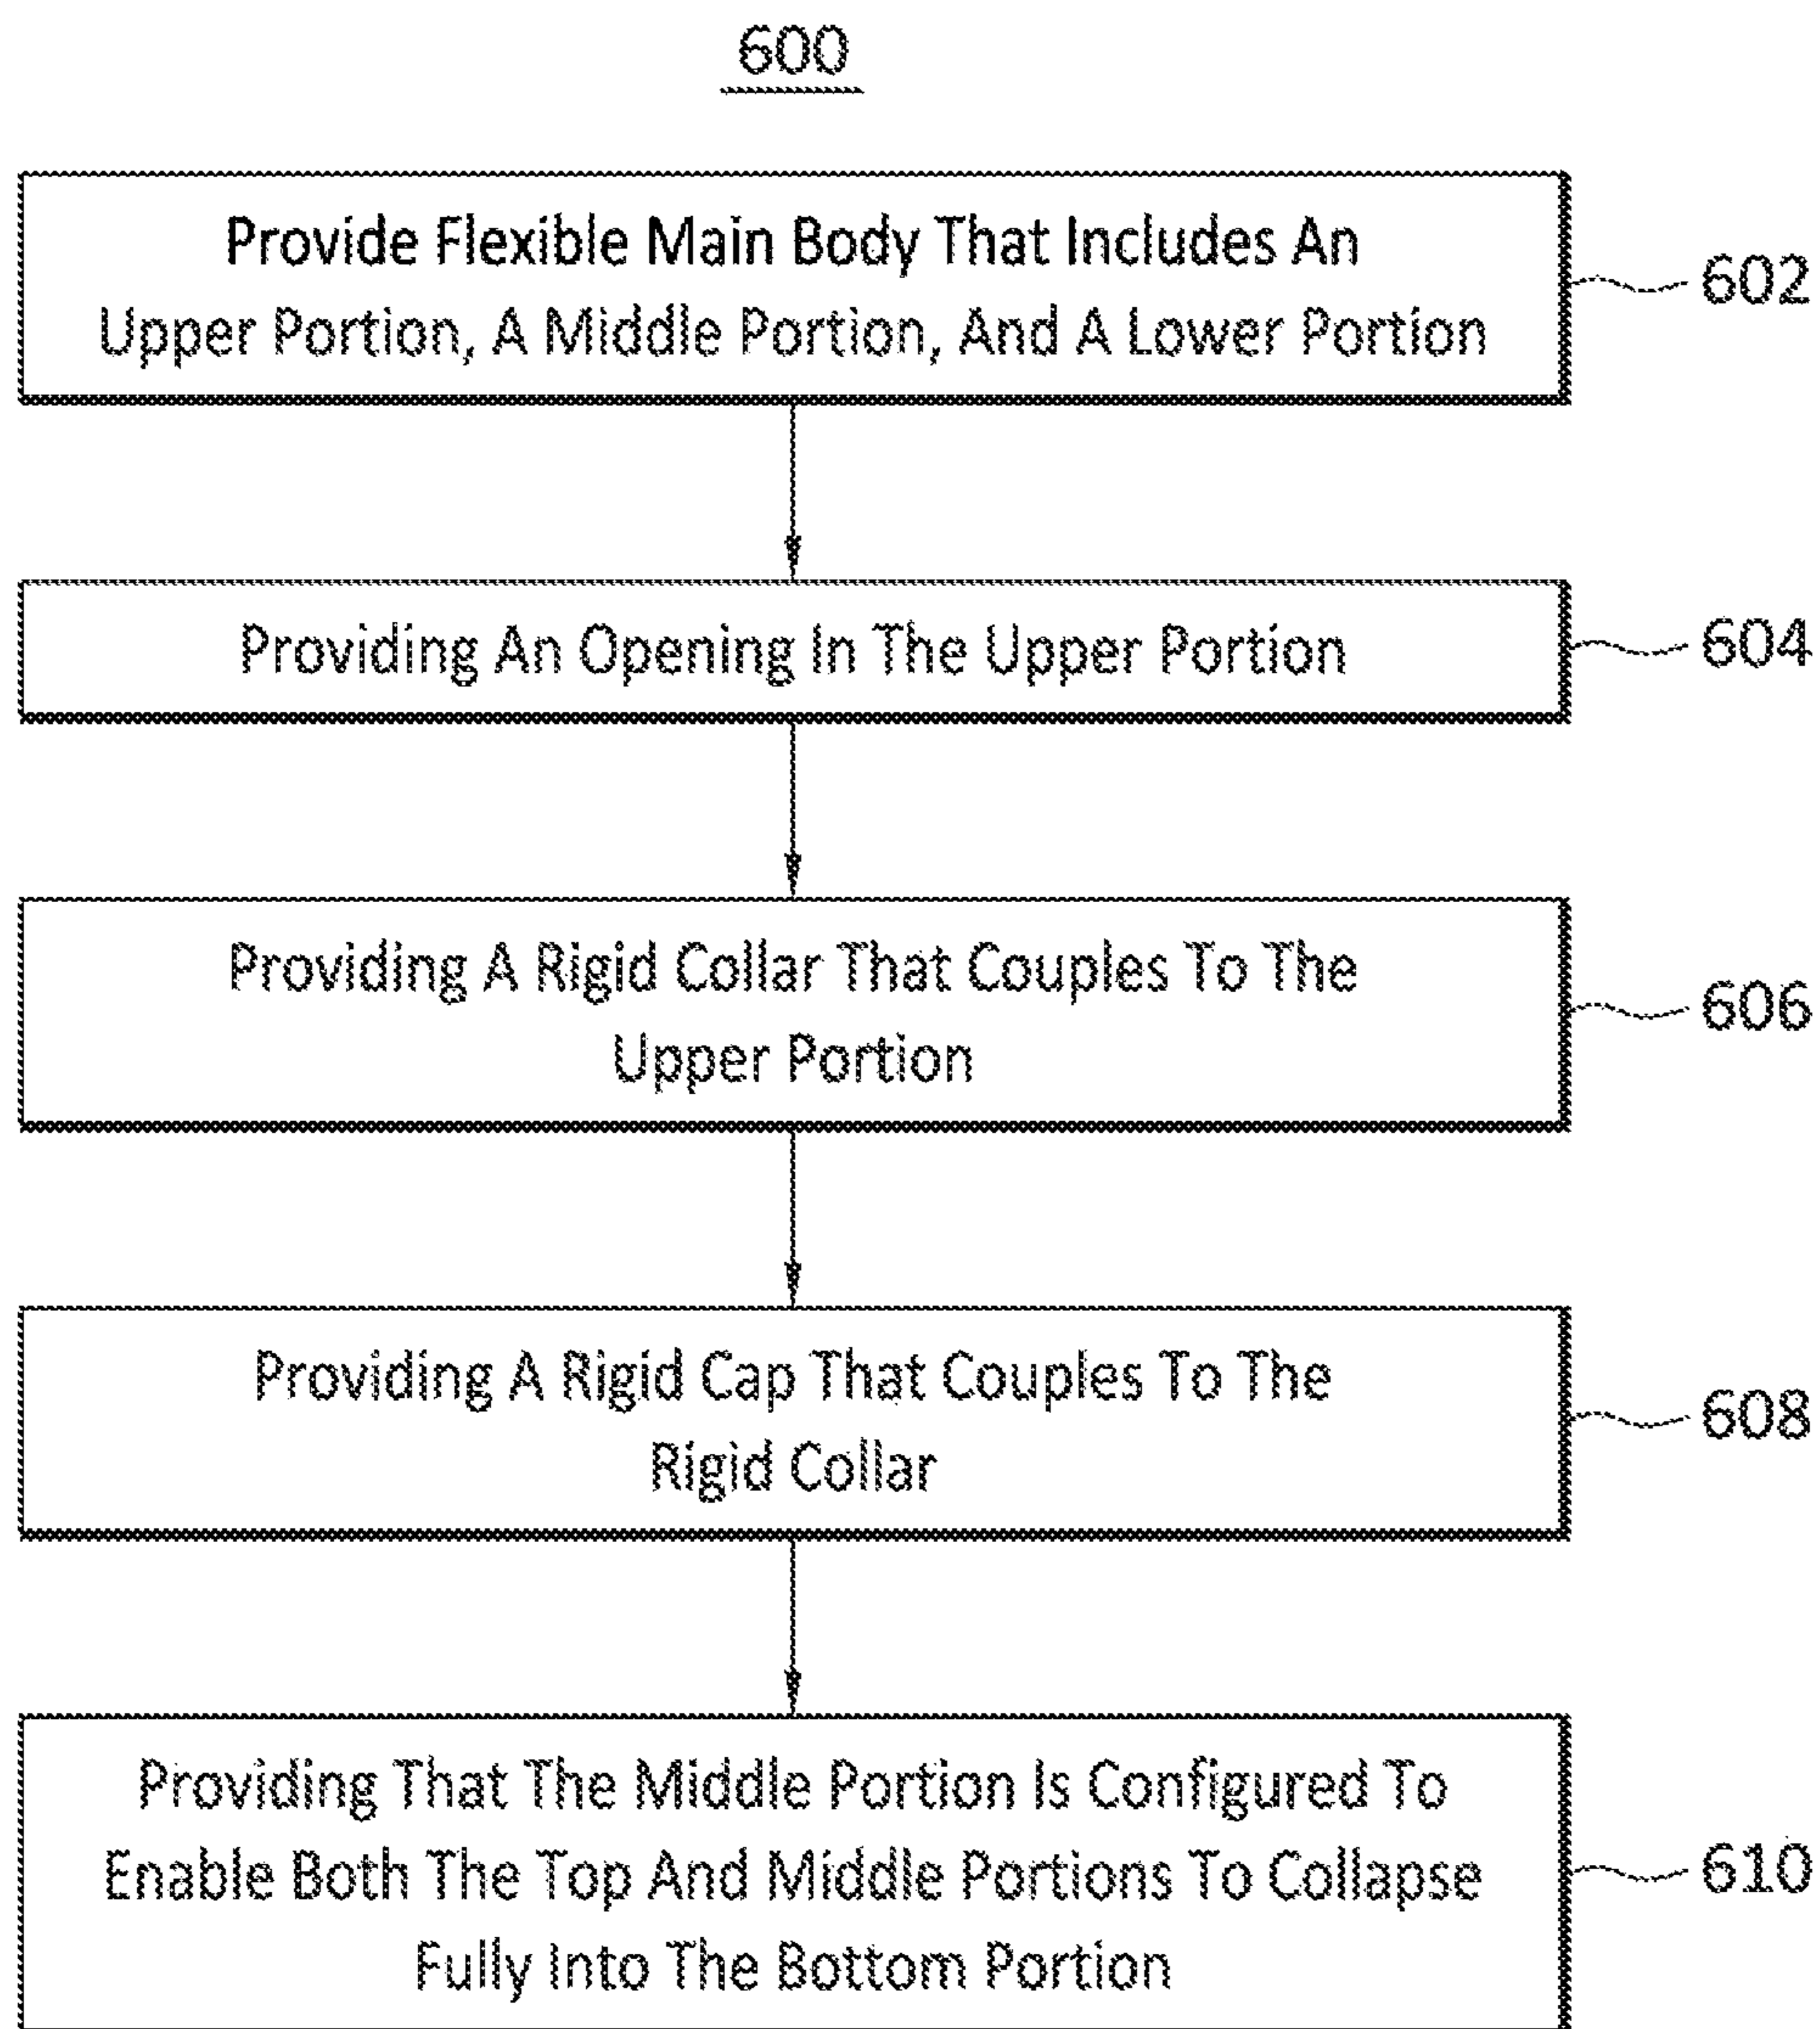 600
Provide Flexible Main Body That Includes An
Upper Portion, A Middle Portion, And A Lower Portion
602
Providing An Opening In The Upper Portion
604
Providing A Rigid Collar That Couples To The
Upper Portion
606
Providing A Rigid Cap That Couples To The
Rigid Collar
608
Providing That The Middle Portion Is Configured To
Enable Both The Top And Middle Portions To Collapse
Fully Into The Bottom Portion
610